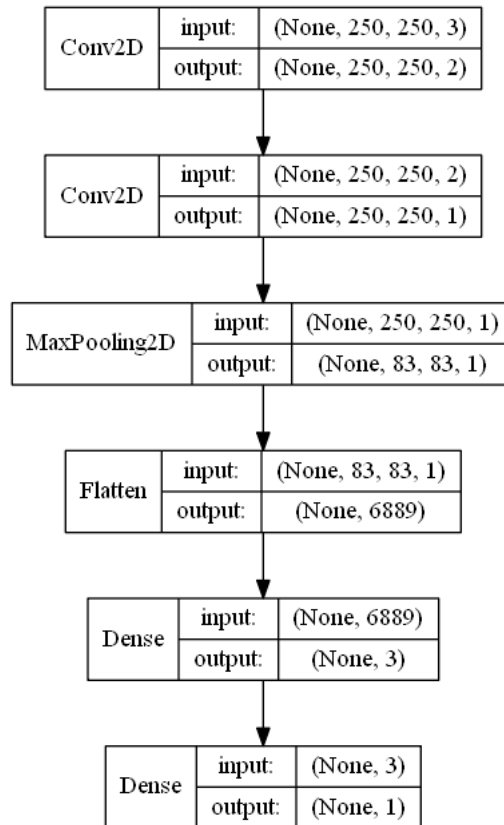 Conv2D
input: (None, 250, 250, 3)
output: (None, 250, 250, 2)
Conv2D
input: (None, 250, 250, 2)
output: (None, 250, 250, 1)
MaxPooling2D
input: (None, 250, 250, 1)
output: (None, 83, 83, 1)
Flatten
input: (None, 83, 83, 1)
output: (None, 6889)
Dense
input: (None, 6889)
output: (None, 3)
Dense
input: (None, 3)
output: (None, 1)